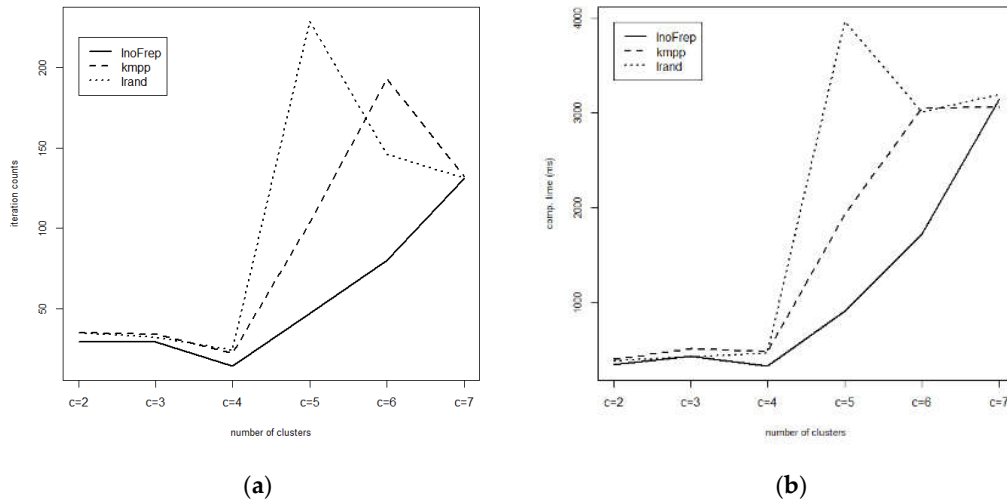 InoFrep
kmpp
Irand
iteration counts
200
150
100
50
c=2 c=3 c=4 c=5 c=6 c=7
number of clusters
(a)
InoFrep
kmpp
Irand
comp. time (ms)
4000
3000
2000
1000
c=2 c=3 c=4 c=5 c=6 c=7
number of clusters
(b)